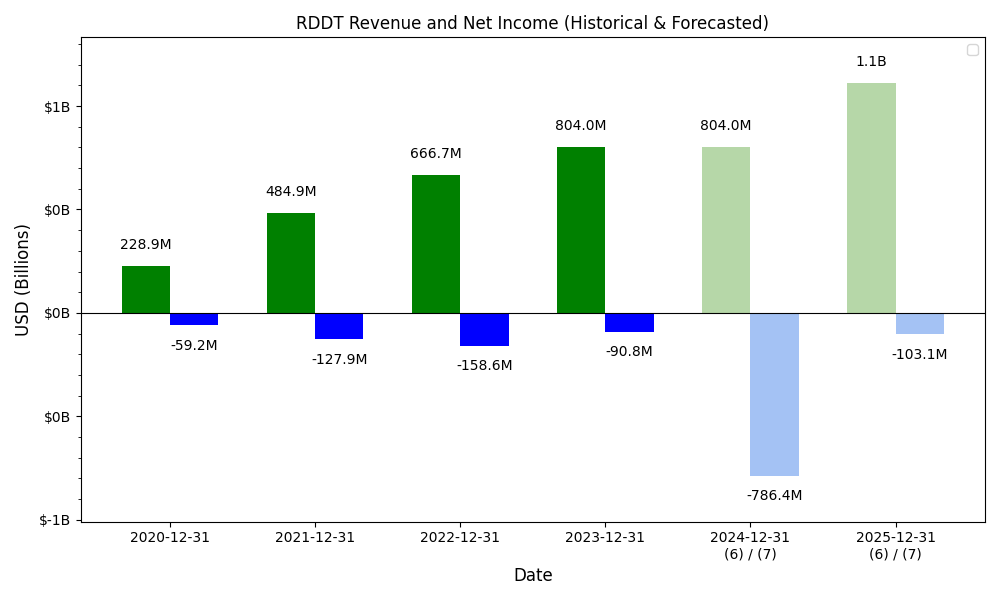 RDDT Revenue and Net Income (Historical & Forecasted)
USD (Billions)
$1B
$0B
$0B
$0B
$-1B
228.9M
484.9M
666.7M
804.0M
804.0M
1.1B
-59.2M
-127.9M
-158.6M
-90.8M
-786.4M
-103.1M
2020-12-31
2021-12-31
2022-12-31
2023-12-31
2024-12-31
(6) / (7)
2025-12-31
(6) / (7)
Date